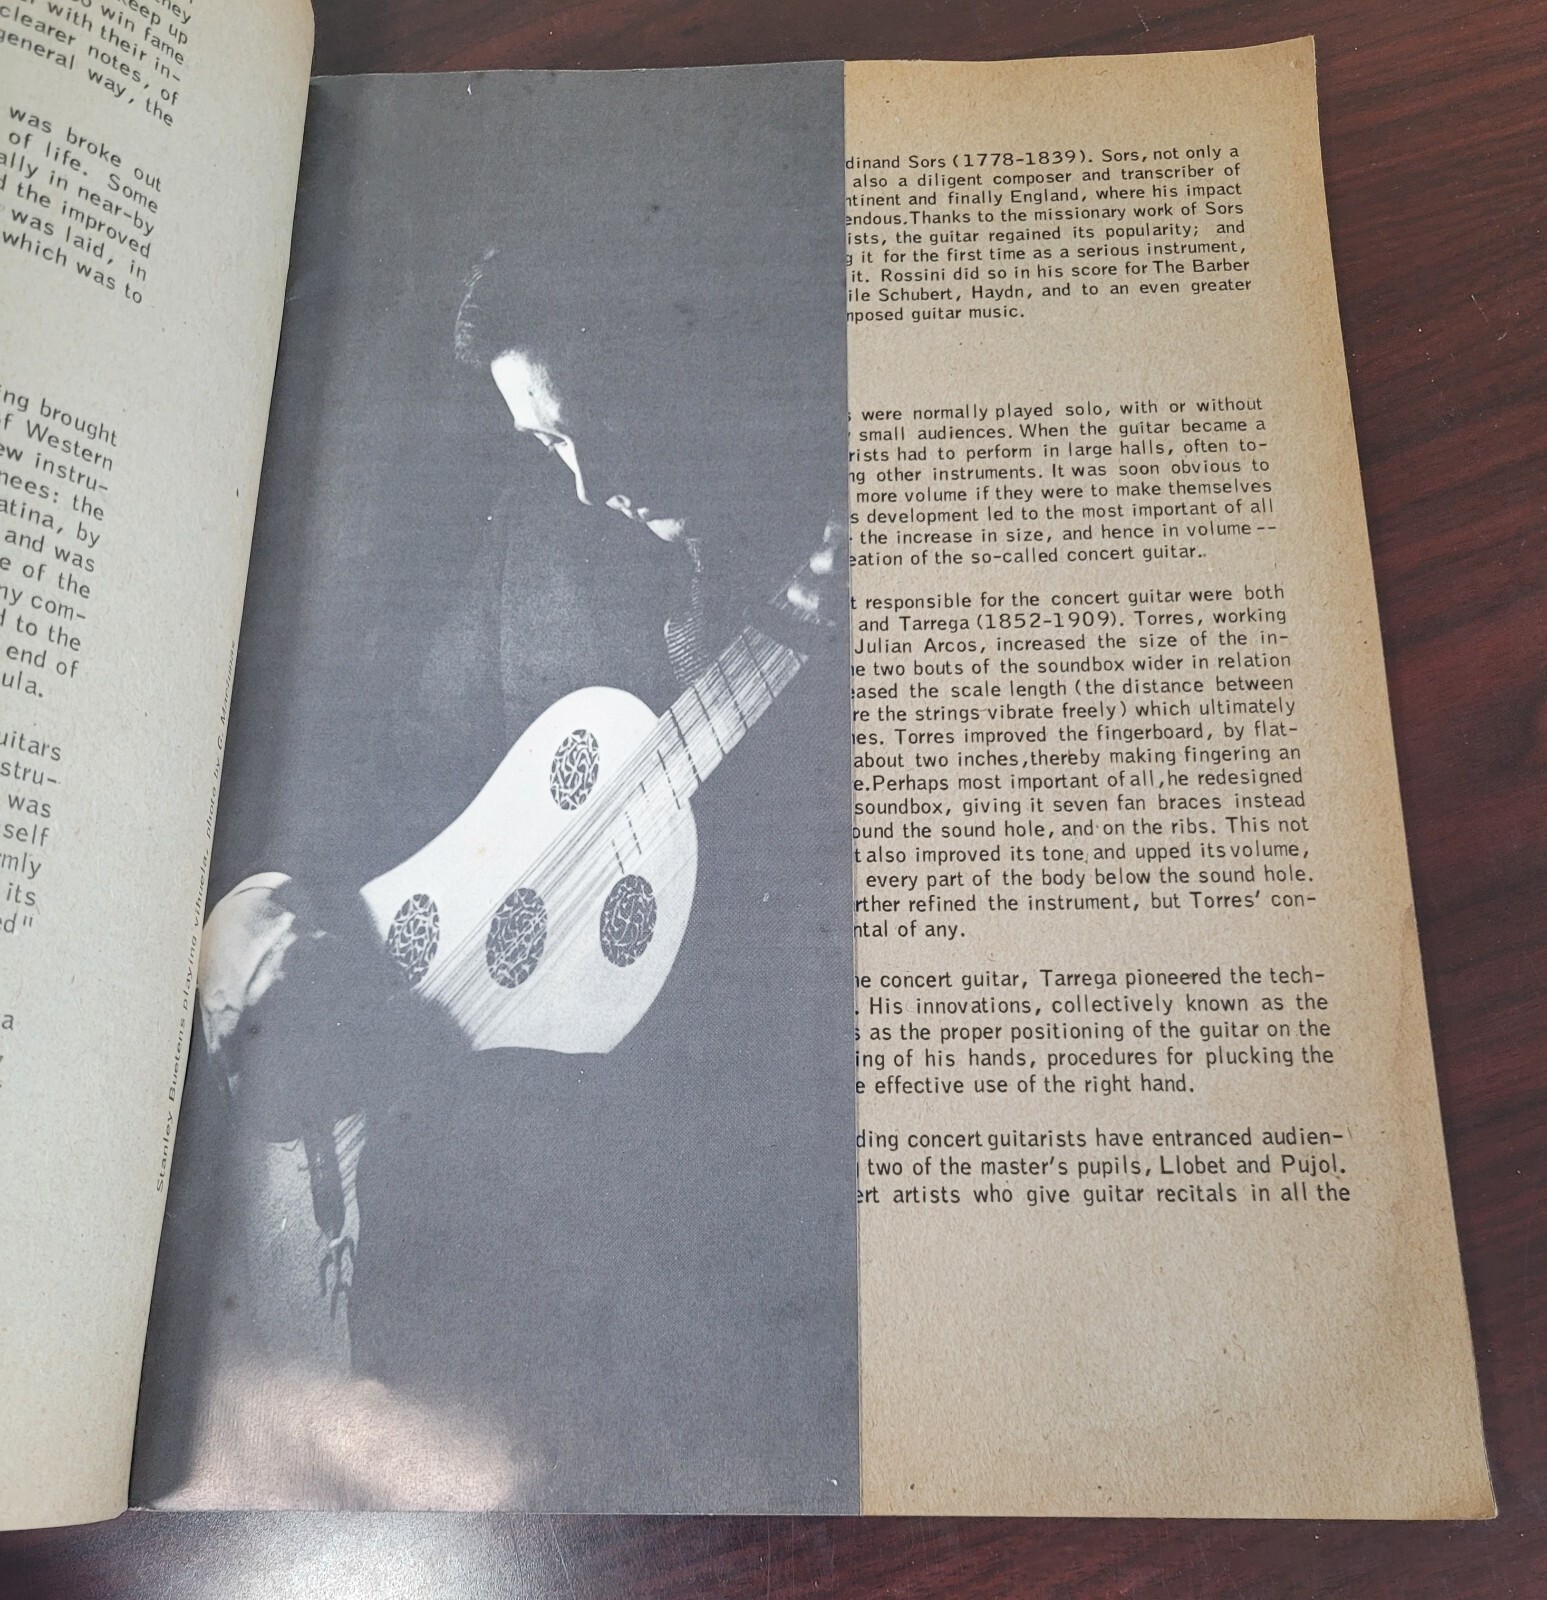 they
keep up
to win fame
with their in-
clearer notes, of
general way, the
was broke out
of life. Some
ally in near-by
the improved
was laid, in
which was to
ing brought
of Western
ew instru-
nees: the
atina, by
and was
e of the
ny com-
d to the
end of
ula.
uitars
stru-
was
self
rmly
its
ed"
a
Stanley Buetens playing vihuela, photo by G. Martinas
dinand Sors (1778-1839). Sors, not only a
also a diligent composer and transcriber of
ntinent and finally England, where his impact
endous. Thanks to the missionary work of Sors
ists, the guitar regained its popularity; and
g it for the first time as a serious instrument,
it. Rossini did so in his score for The Barber
ile Schubert, Haydn, and to an even greater
mposed guitar music.
s were normally played solo, with or without
small audiences. When the guitar became a
rists had to perform in large halls, often to-
ng other instruments. It was soon obvious to
more volume if they were to make themselves
s development led to the most important of all
the increase in size, and hence in volume --
eation of the so-called concert guitar.
t responsible for the concert guitar were both
and Tarrega (1852-1909). Torres, working
Julian Arcos, increased the size of the in-
e two bouts of the soundbox wider in relation
eased the scale length (the distance between
re the strings vibrate freely) which ultimately
es. Torres improved the fingerboard, by flat-
about two inches, thereby making fingering an
e. Perhaps most important of all, he redesigned
soundbox, giving it seven fan braces instead
ound the sound hole, and on the ribs. This not
t also improved its tone and upped its volume,
every part of the body below the sound hole.
rther refined the instrument, but Torres' con-
ntal of any.
e concert guitar, Tarrega pioneered the tech-
. His innovations, collectively known as the
s as the proper positioning of the guitar on the
ing of his hands, procedures for plucking the
e effective use of the right hand.
ding concert guitarists have entranced audien-
two of the master's pupils, Llobet and Pujol.
ert artists who give guitar recitals in all the